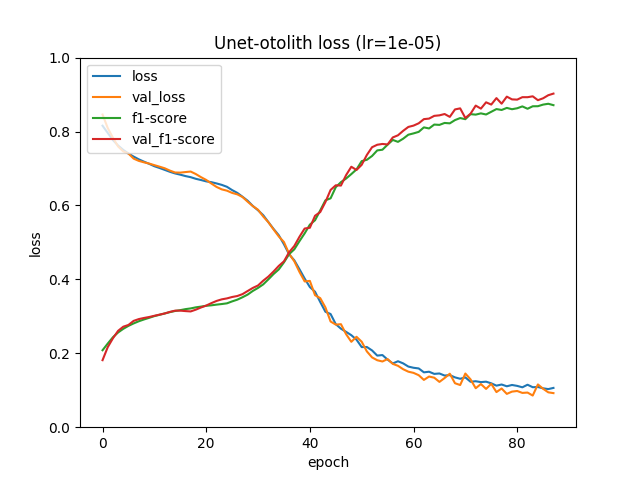 Unet-otolith loss (lr=1e-05)
loss
val_loss
f1-score
val_f1-score
1.0
0.8
0.6
0.4
0.2
0.0
loss
0 20 40 60 80
epoch